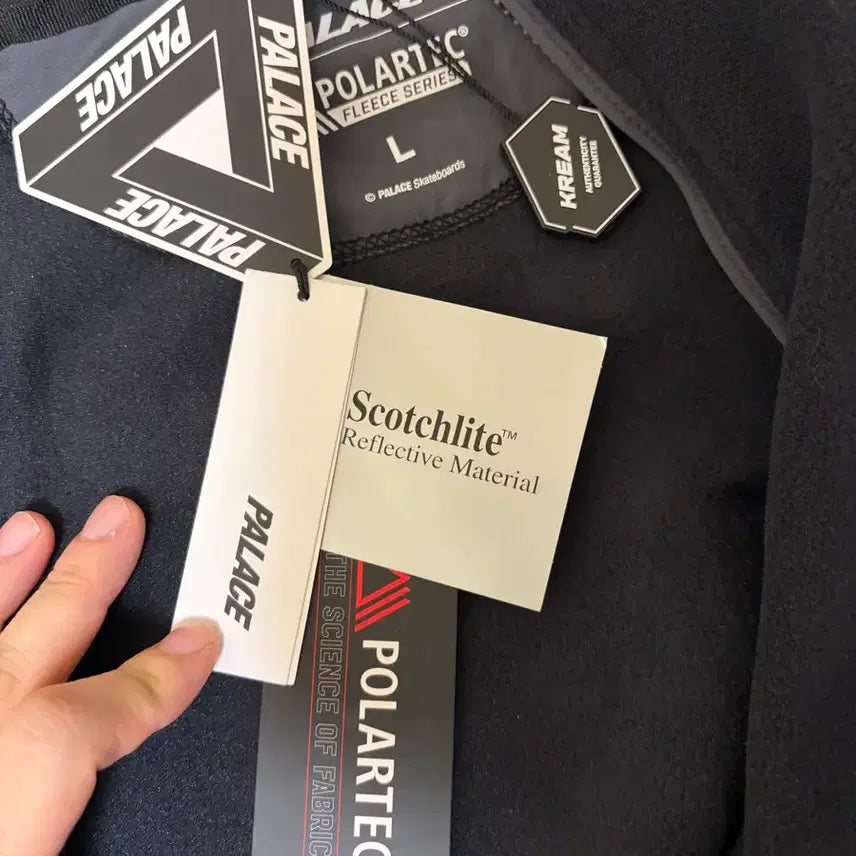 PALACE
PALACE
PALACE
PALACE
POLARTEC®
FLEECE SERIES
L
© PALACE Skateboards
KREAM
AUTHENTICITY
GUARANTEE
Scotchlite™
Reflective Material
PALACE
THE SCIENCE OF FABRIC
POLARTEC